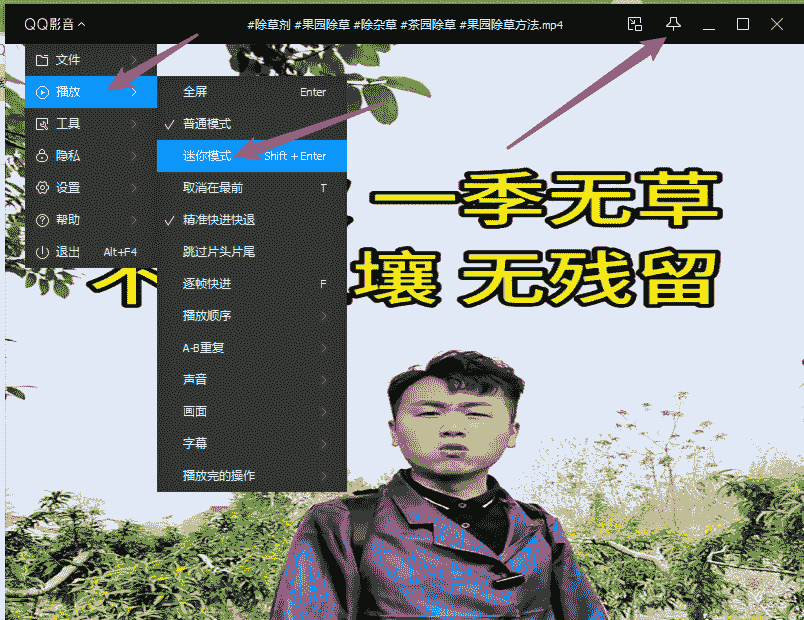 QQ影音
#除草剂 #果园除草 #除杂草 #茶园除草 #果园除草方法.mp4
文件
播放
工具
隐私
设置
帮助
退出 Alt+F4
全屏 Enter
普通模式
迷你模式 Shift + Enter
取消在最前 T
精准快进快退
跳过片头片尾
逐帧快进 F
播放顺序
A-B重复
声音
画面
字幕
播放完的操作
一季无草
不
壤 无残留